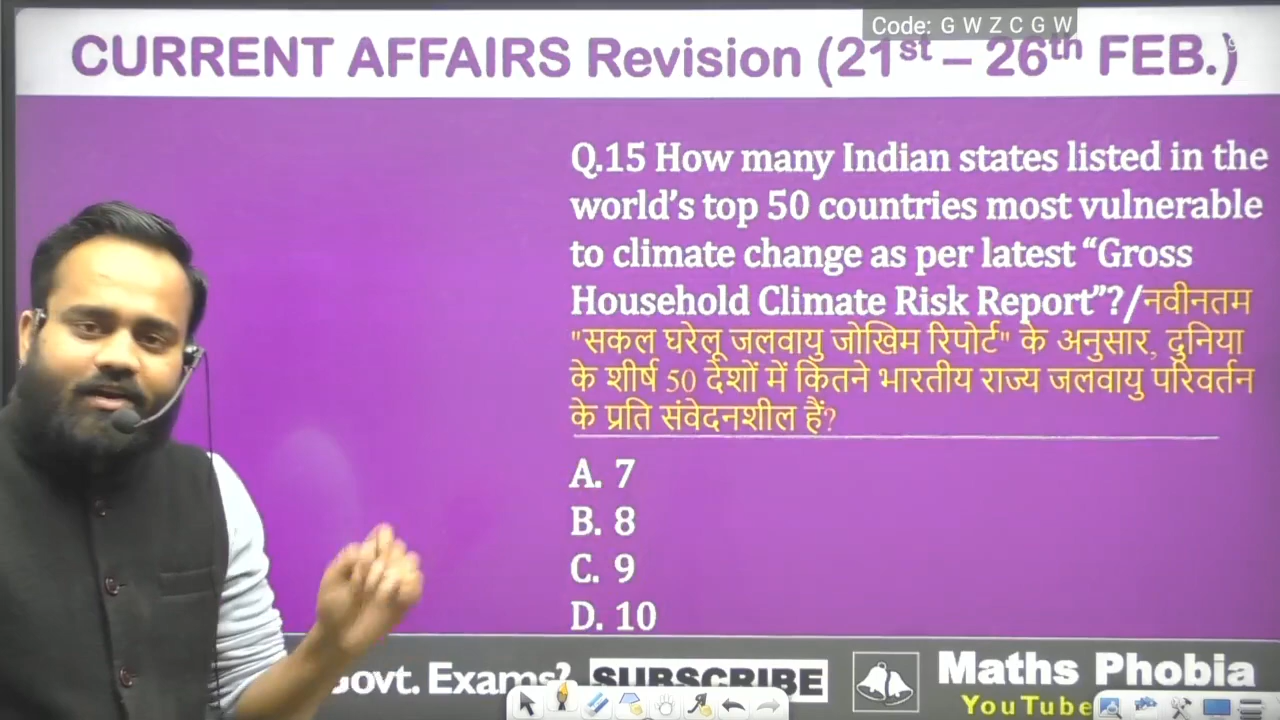 Code: G W Z C G W
CURRENT AFFAIRS Revision (21st – 26th FEB.)
Q.15 How many Indian states listed in the
world's top 50 countries most vulnerable
to climate change as per latest “Gross
Household Climate Risk Report”?/नवीनतम
"सकल घरेलू जलवायु जोखिम रिपोर्ट" के अनुसार, दुनिया
के शीर्ष 50 देशों में कितने भारतीय राज्य जलवायु परिवर्तन
के प्रति संवेदनशील हैं?
A. 7
B. 8
C. 9
D. 10
Govt. Exams?
SUBSCRIBE
Maths Phobia
YouTube